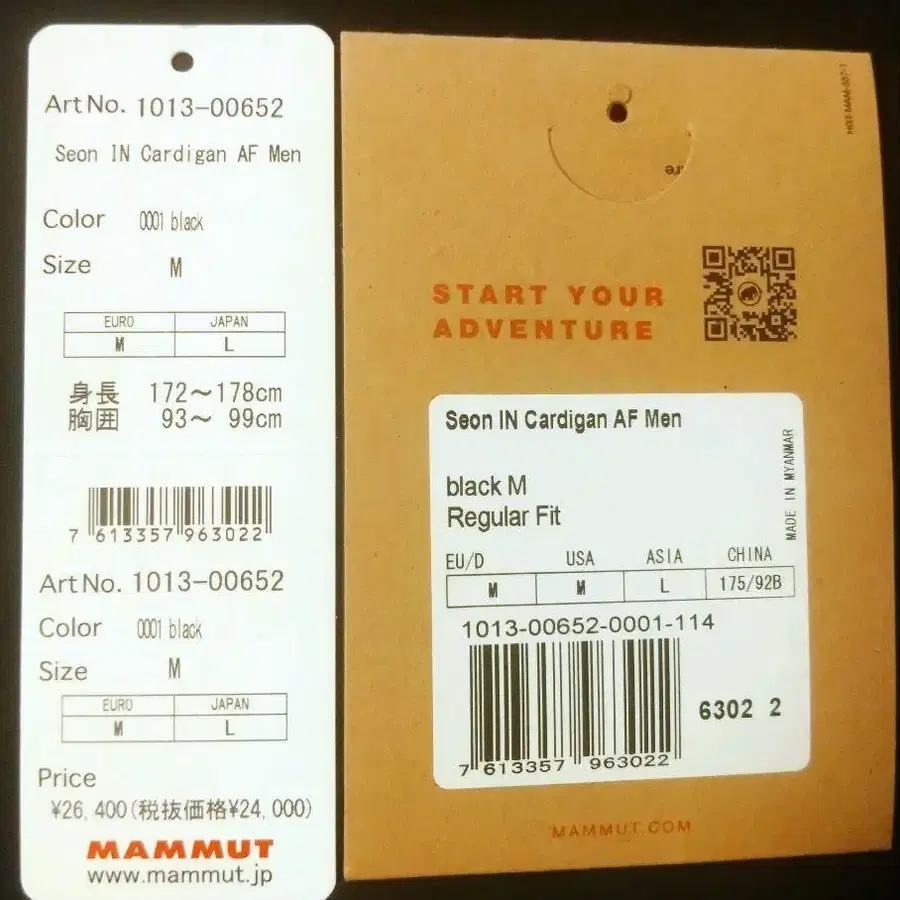 Art No. 1013-00652
Seon IN Cardigan AF Men
Color 0001 black
Size M
EURO JAPAN
M L
身長 172〜178cm
胸囲 93〜 99cm
7 613357 963022
Art No. 1013-00652
Color 0001 black
Size M
EURO JAPAN
M L
Price
¥26,400(税抜価格¥24,000)
MAMMUT
www.mammut.jp
START YOUR
ADVENTURE
Seon IN Cardigan AF Men
black M
Regular Fit
MADE IN MYANMAR
EU/D USA ASIA CHINA
M M L 175/92B
1013-00652-0001-114
6302 2
7 613357 963022
MAMMUT.COM